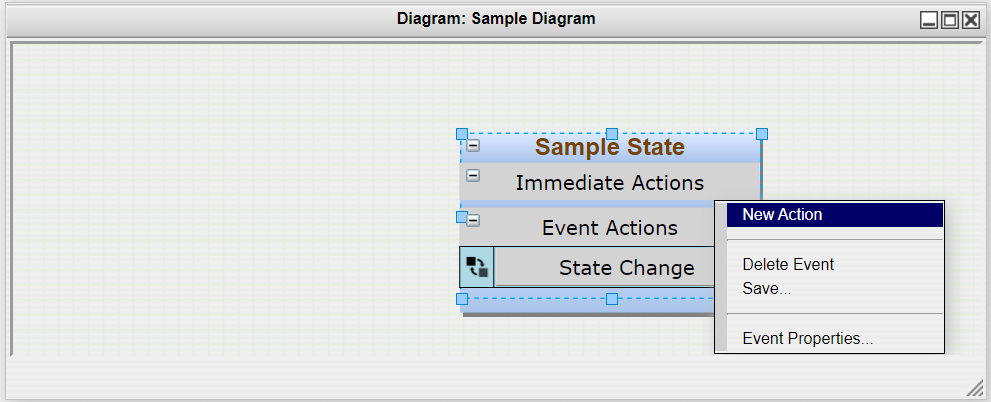 Diagram: Sample Diagram
Sample State
Immediate Actions
Event Actions
State Change
New Action
Delete Event
Save...
Event Properties...